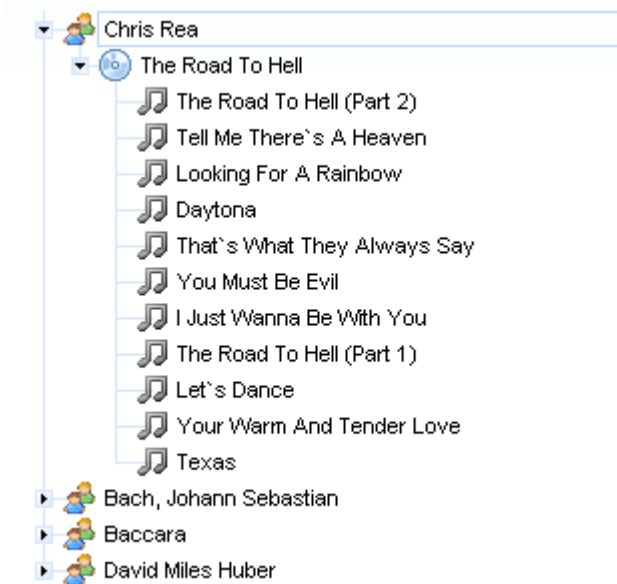 Chris Rea
The Road To Hell
The Road To Hell (Part 2)
Tell Me There`s A Heaven
Looking For A Rainbow
Daytona
That`s What They Always Say
You Must Be Evil
I Just Wanna Be With You
The Road To Hell (Part 1)
Let`s Dance
Your Warm And Tender Love
Texas
Bach, Johann Sebastian
Baccara
David Miles Huber